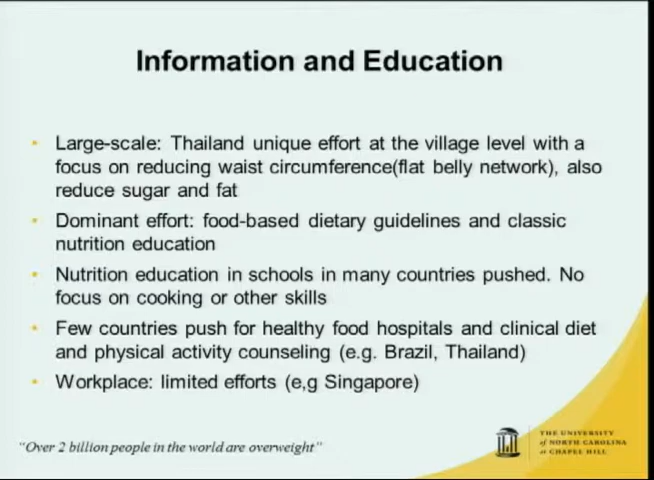 Information and Education
• Large-scale: Thailand unique effort at the village level with a
focus on reducing waist circumference(flat belly network), also
reduce sugar and fat
• Dominant effort: food-based dietary guidelines and classic
nutrition education
• Nutrition education in schools in many countries pushed. No
focus on cooking or other skills
• Few countries push for healthy food hospitals and clinical diet
and physical activity counseling (e.g. Brazil, Thailand)
• Workplace: limited efforts (e,g Singapore)
"Over 2 billion people in the world are overweight"
THE UNIVERSITY
of NORTH CAROLINA
at CHAPEL HILL